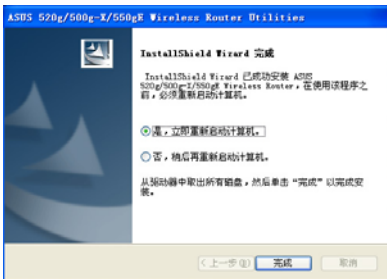 ASUS 520g/500g-X/550gE Wireless Router Utilities
InstallShield Wizard 完成
InstallShield Wizard 已成功安装 ASUS
520g/500g-X/550gE Wireless Router，在使用该程序之
前，必须重新启动计算机。
是，立即重新启动计算机。
否，稍后再重新启动计算机。
从驱动器中取出所有磁盘，然后单击“完成”以完成安
装。
<上一步(B) 完成 取消